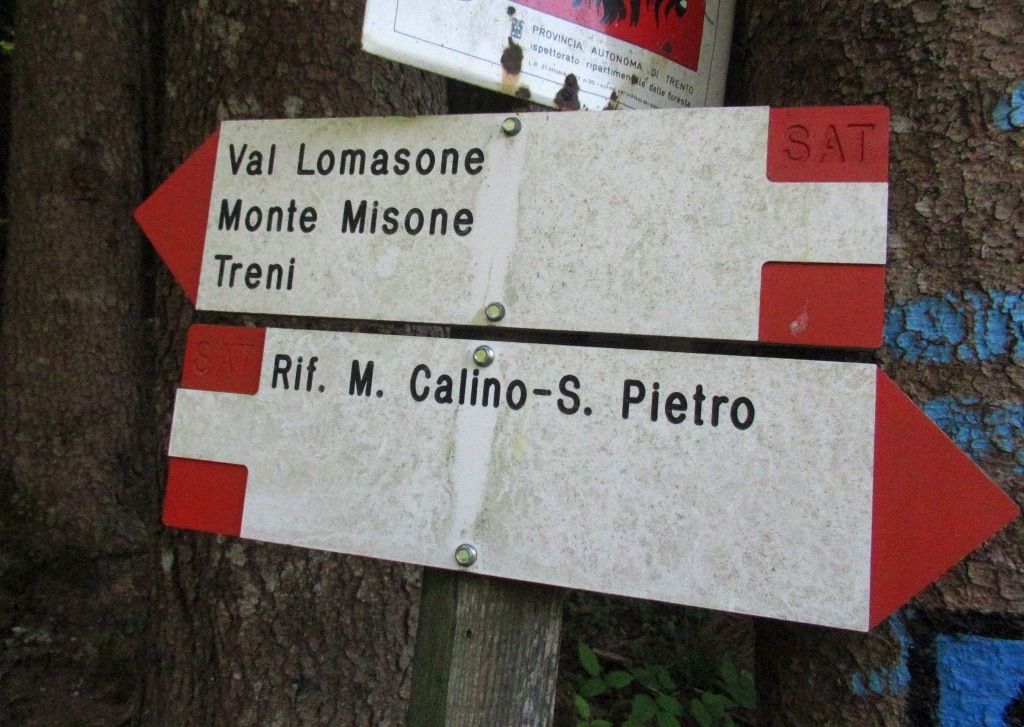 PROVINCIA AUTONOMA DI TRENTO
ispettorato ripartimentale delle foreste
SAT
Val Lomasone
Monte Misone
Treni
SAT
Rif. M. Calino-S. Pietro